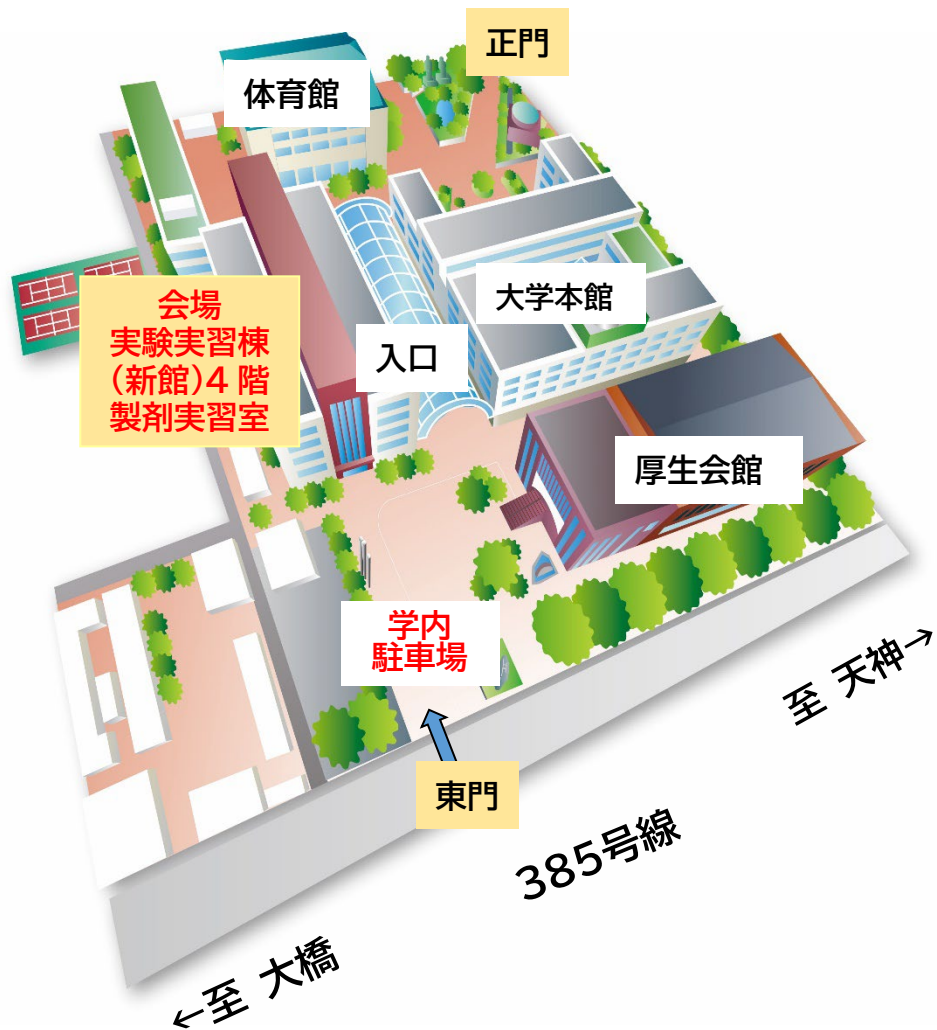 正門
体育館
大学本館
会場
実験実習棟
（新館）４階
製剤実習室
入口
厚生会館
学内
駐車場
至 天神→
東門
385号線
←至 大橋